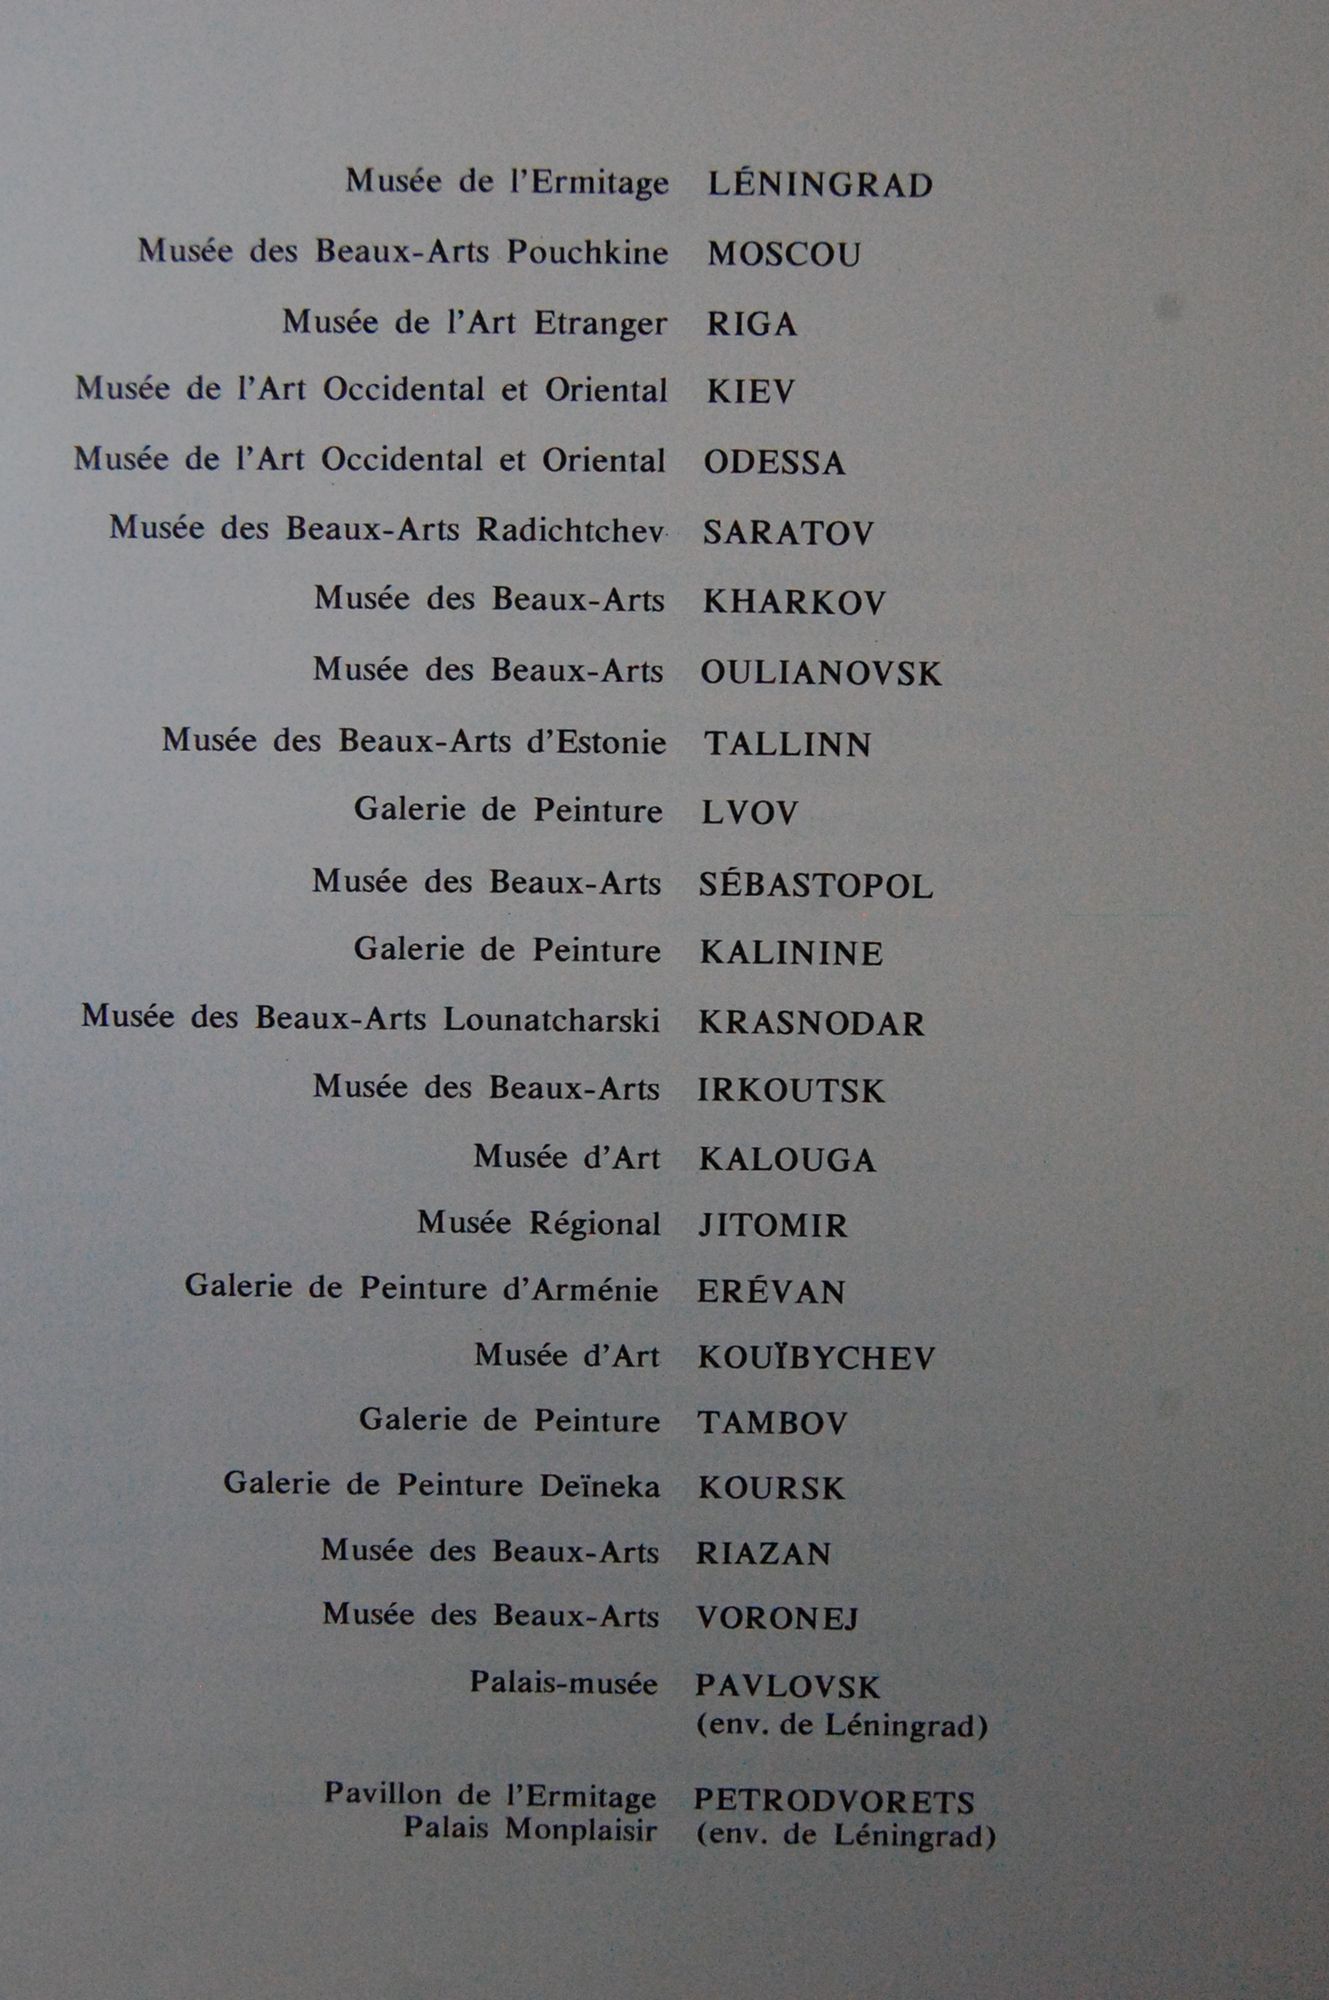 Musée de l'Ermitage LÉNINGRAD
Musée des Beaux-Arts Pouchkine MOSCOU
Musée de l'Art Etranger RIGA
Musée de l'Art Occidental et Oriental KIEV
Musée de l'Art Occidental et Oriental ODESSA
Musée des Beaux-Arts Radichtchev SARATOV
Musée des Beaux-Arts KHARKOV
Musée des Beaux-Arts OULIANOVSK
Musée des Beaux-Arts d'Estonie TALLINN
Galerie de Peinture LVOV
Musée des Beaux-Arts SÉBASTOPOL
Galerie de Peinture KALININE
Musée des Beaux-Arts Lounatcharski KRASNODAR
Musée des Beaux-Arts IRKOUTSK
Musée d'Art KALOUGA
Musée Régional JITOMIR
Galerie de Peinture d'Arménie ERÉVAN
Musée d'Art KOUÏBYCHEV
Galerie de Peinture TAMBOV
Galerie de Peinture Deïneka KOURSK
Musée des Beaux-Arts RIAZAN
Musée des Beaux-Arts VORONEJ
Palais-musée PAVLOVSK
(env. de Léningrad)
Pavillon de l'Ermitage PETRODVORETS
Palais Monplaisir (env. de Léningrad)